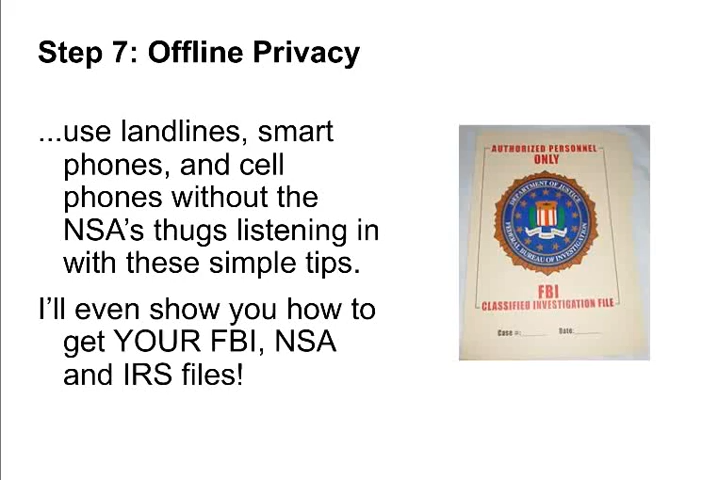 Step 7: Offline Privacy
...use landlines, smart
phones, and cell
phones without the
NSA’s thugs listening in
with these simple tips.
I’ll even show you how to
get YOUR FBI, NSA
and IRS files!
AUTHORIZED PERSONNEL
ONLY
DEPARTMENT OF JUSTICE
FEDERAL BUREAU OF INVESTIGATION
FBI
CLASSIFIED INVESTIGATION FILE
Case #:______ Date:______